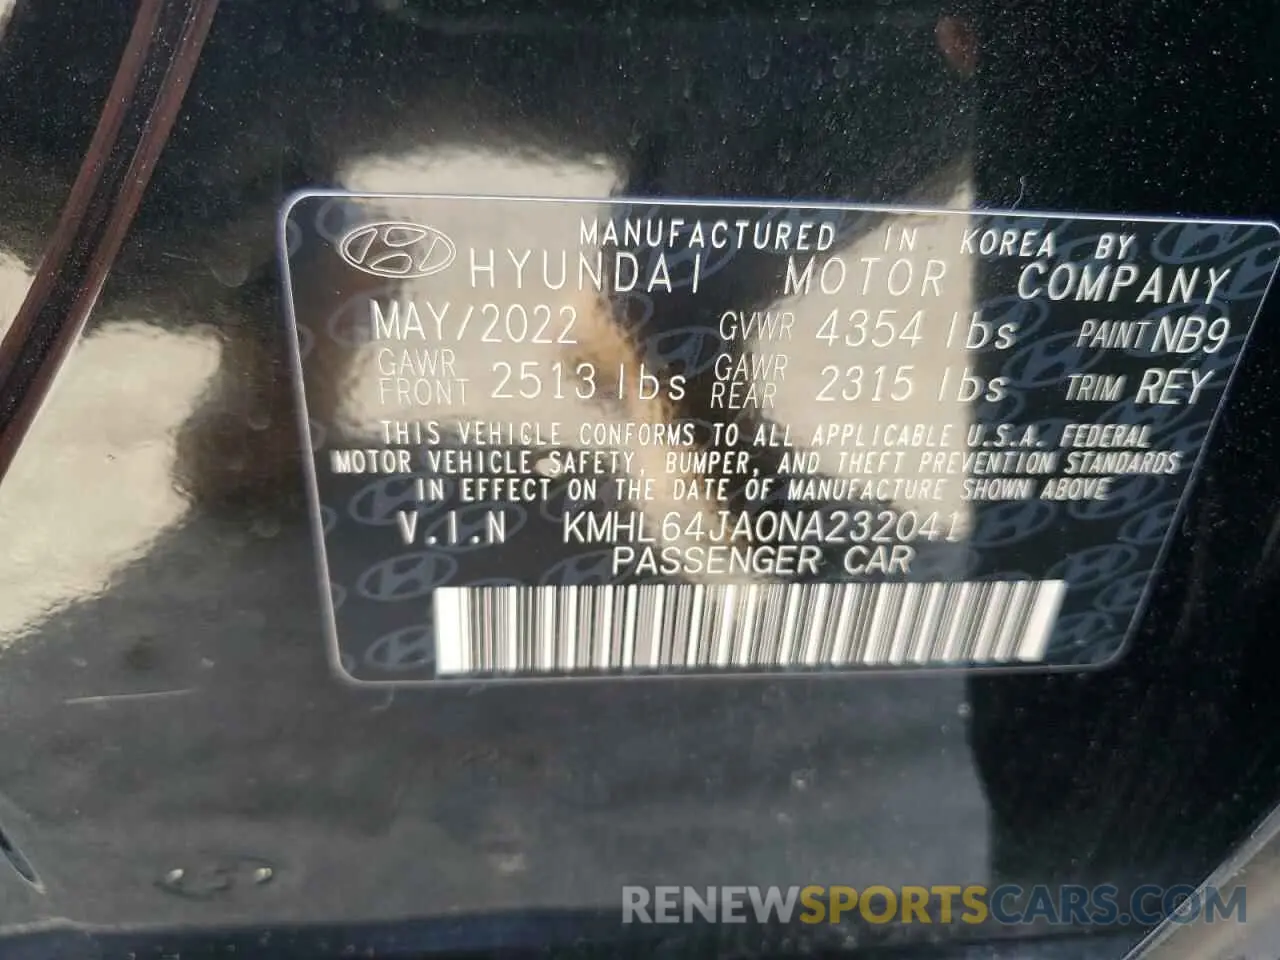 MANUFACTURED IN KOREA BY
HYUNDAI MOTOR COMPANY
MAY/2022 GVWR 4354 lbs PAINT NB9
GAWR FRONT 2513 lbs GAWR REAR 2315 lbs TRIM REY
THIS VEHICLE CONFORMS TO ALL APPLICABLE U.S.A. FEDERAL
MOTOR VEHICLE SAFETY, BUMPER, AND THEFT PREVENTION STANDARDS
IN EFFECT ON THE DATE OF MANUFACTURE SHOWN ABOVE
V.I.N KMHL64JA0NA232041
PASSENGER CAR
RENEWSPORTSCARS.COM